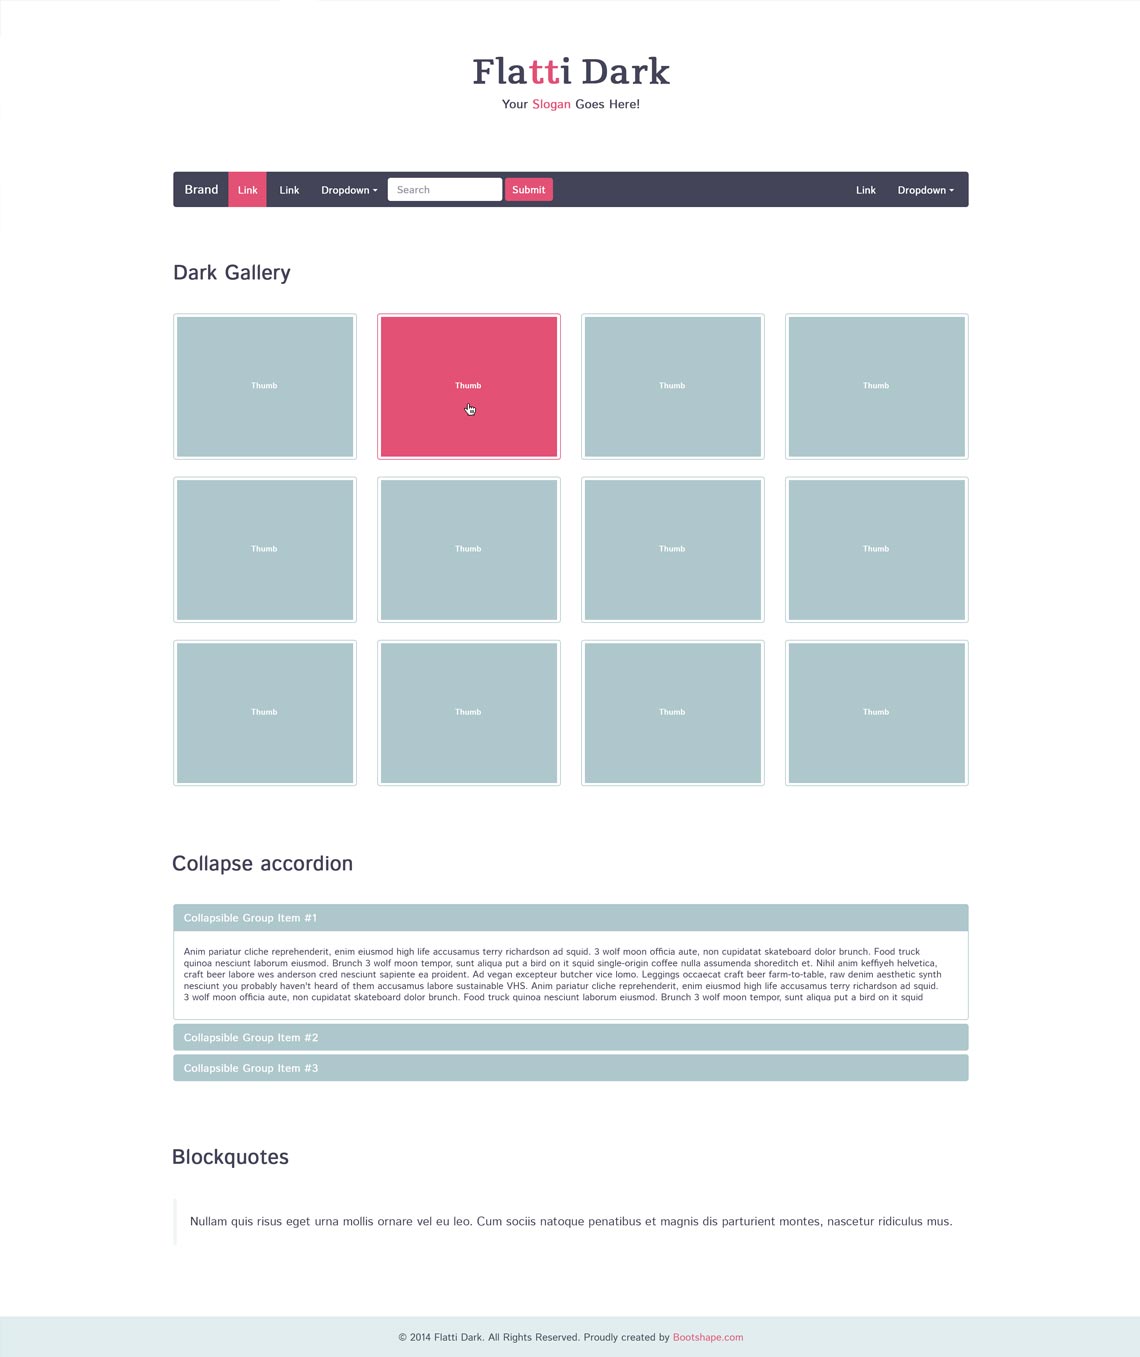 Flatti Dark
Your Slogan Goes Here!
Brand Link Link Dropdown Search Submit Link Dropdown
Dark Gallery
Thumb Thumb Thumb Thumb
Thumb Thumb Thumb Thumb
Thumb Thumb Thumb Thumb
Collapse accordion
Collapsible Group Item #1
Anim pariatur cliche reprehenderit, enim eiusmod high life accusamus terry richardson ad squid. 3 wolf moon officia aute, non cupidatat skateboard dolor brunch. Food truck
quinoa nesciunt laborum eiusmod. Brunch 3 wolf moon tempor, sunt aliqua put a bird on it squid single-origin coffee nulla assumenda shoreditch et. Nihil anim keffiyeh helvetica,
craft beer labore wes anderson cred nesciunt sapiente ea proident. Ad vegan excepteur butcher vice lomo. Leggings occaecat craft beer farm-to-table, raw denim aesthetic synth
nesciunt you probably haven't heard of them accusamus labore sustainable VHS. Anim pariatur cliche reprehenderit, enim eiusmod high life accusamus terry richardson ad squid.
3 wolf moon officia aute, non cupidatat skateboard dolor brunch. Food truck quinoa nesciunt laborum eiusmod. Brunch 3 wolf moon tempor, sunt aliqua put a bird on it squid
Collapsible Group Item #2
Collapsible Group Item #3
Blockquotes
Nullam quis risus eget urna mollis ornare vel eu leo. Cum sociis natoque penatibus et magnis dis parturient montes, nascetur ridiculus mus.
© 2014 Flatti Dark. All Rights Reserved. Proudly created by Bootshape.com